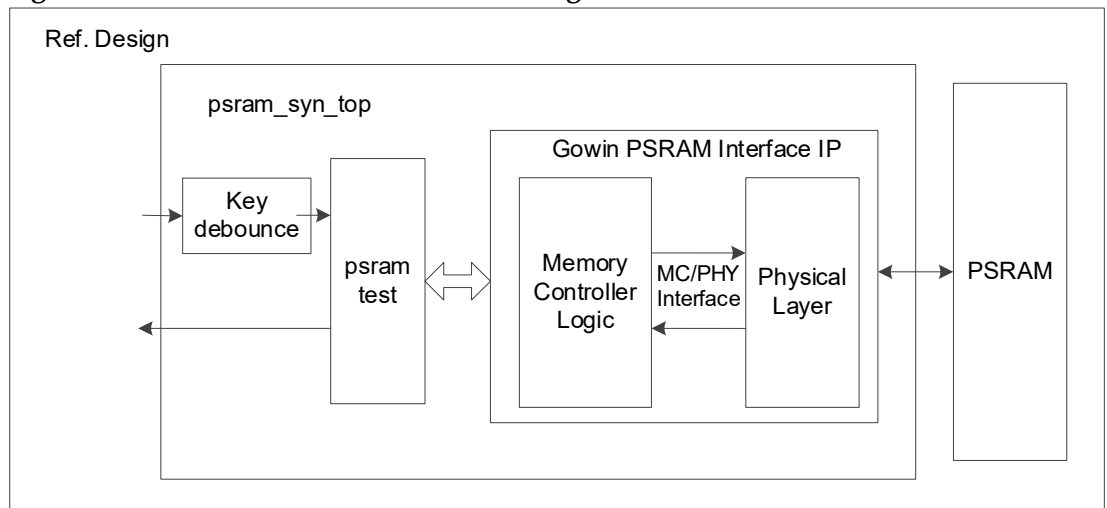 Ref. Design
psram_syn_top
Gowin PSRAM Interface IP
Key
debounce
psram
test
Memory
Controller
Logic
MC/PHY
Interface
Physical
Layer
PSRAM